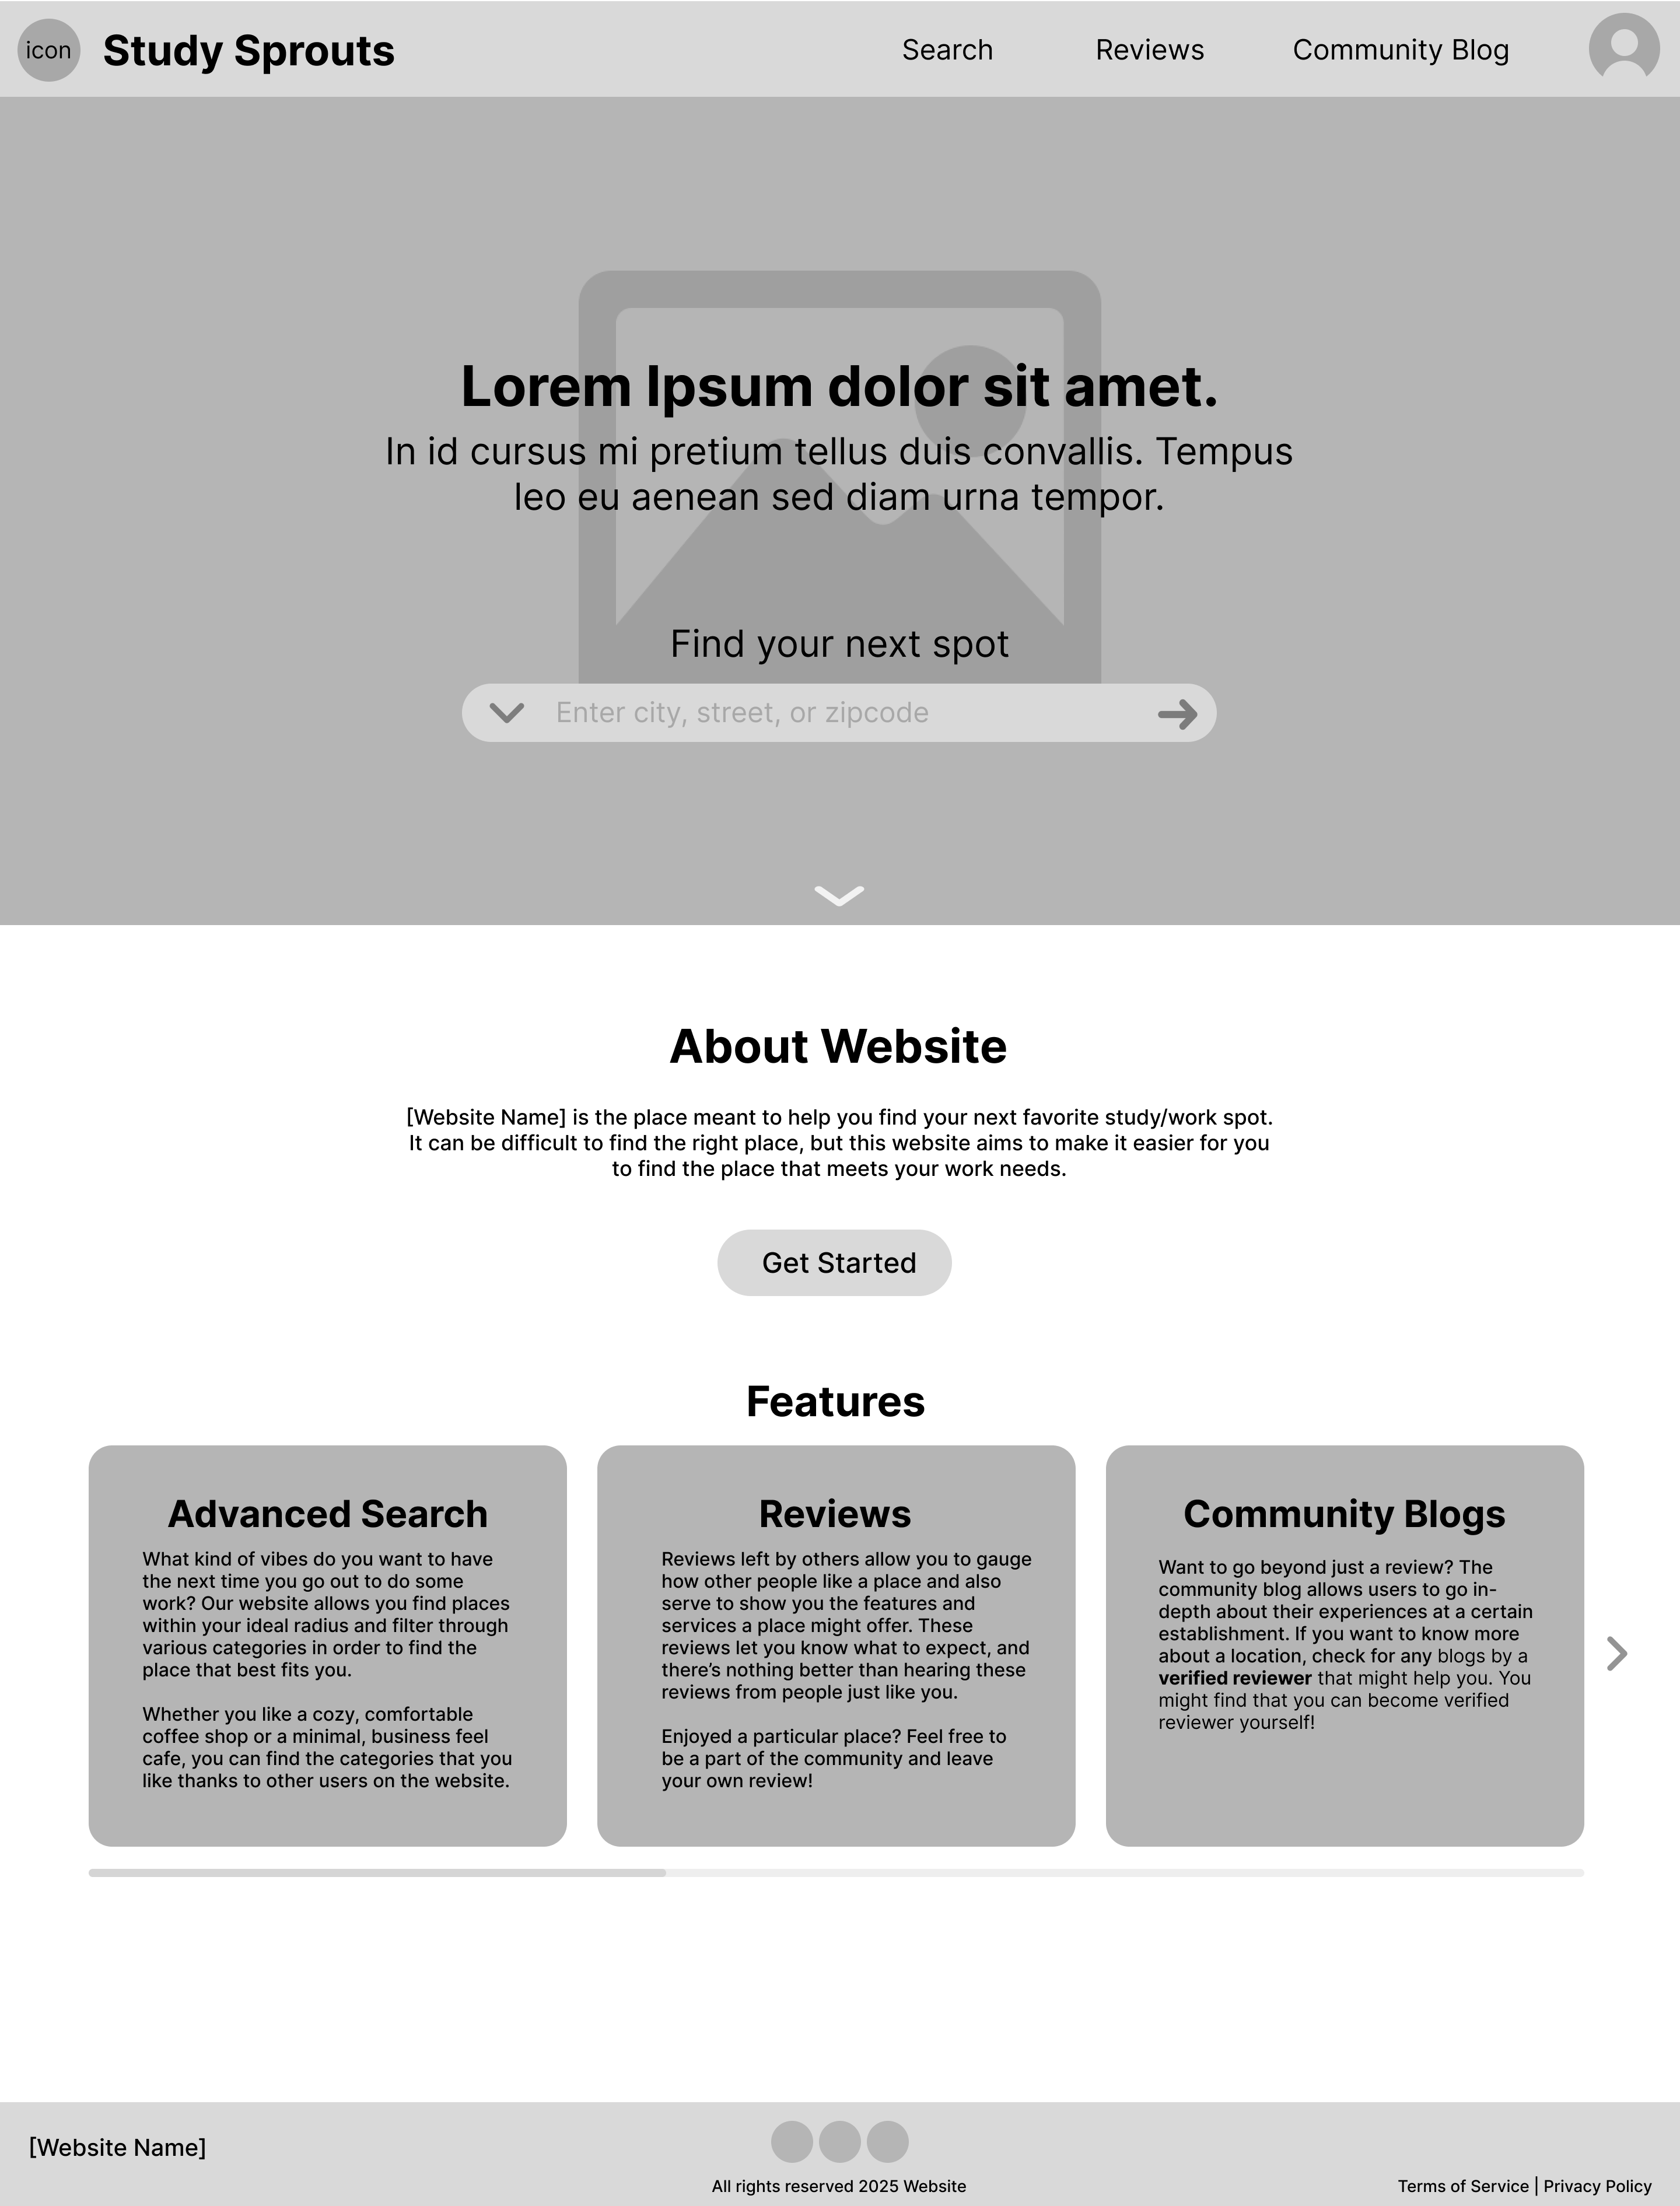 icon
Study Sprouts
Search
Reviews
Community Blog
Lorem Ipsum dolor sit amet.
In id cursus mi pretium tellus duis convallis. Tempus
leo eu aenean sed diam urna tempor.
Find your next spot
Enter city, street, or zipcode
About Website
[Website Name] is the place meant to help you find your next favorite study/work spot.
It can be difficult to find the right place, but this website aims to make it easier for you
to find the place that meets your work needs.
Get Started
Features
Advanced Search
What kind of vibes do you want to have
the next time you go out to do some
work? Our website allows you find places
within your ideal radius and filter through
various categories in order to find the
place that best fits you.
Whether you like a cozy, comfortable
coffee shop or a minimal, business feel
cafe, you can find the categories that you
like thanks to other users on the website.
Reviews
Reviews left by others allow you to gauge
how other people like a place and also
serve to show you the features and
services a place might offer. These
reviews let you know what to expect, and
there’s nothing better than hearing these
reviews from people just like you.
Enjoyed a particular place? Feel free to
be a part of the community and leave
your own review!
Community Blogs
Want to go beyond just a review? The
community blog allows users to go in-
depth about their experiences at a certain
establishment. If you want to know more
about a location, check for any blogs by a
verified reviewer that might help you. You
might find that you can become verified
reviewer yourself!
[Website Name]
All rights reserved 2025 Website
Terms of Service | Privacy Policy